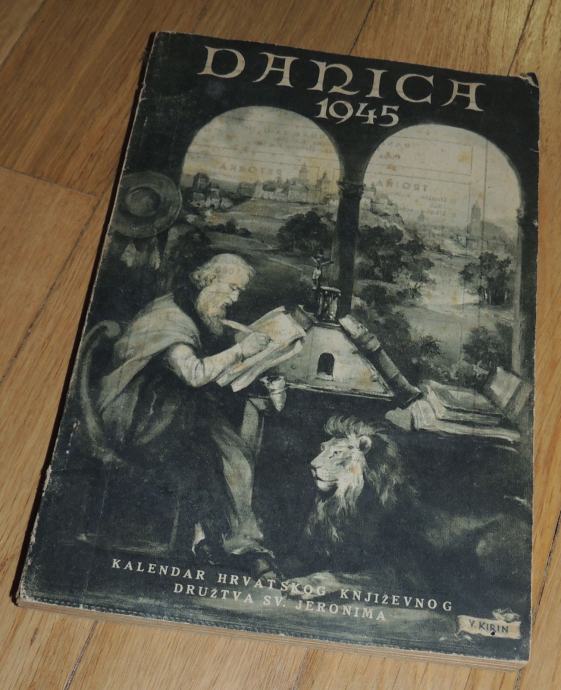 DANICA
1945
KALENDAR HRVATSKOG KNJIŽEVNOG
DRUŽTVA SV. JERONIMA
V. KIRIN